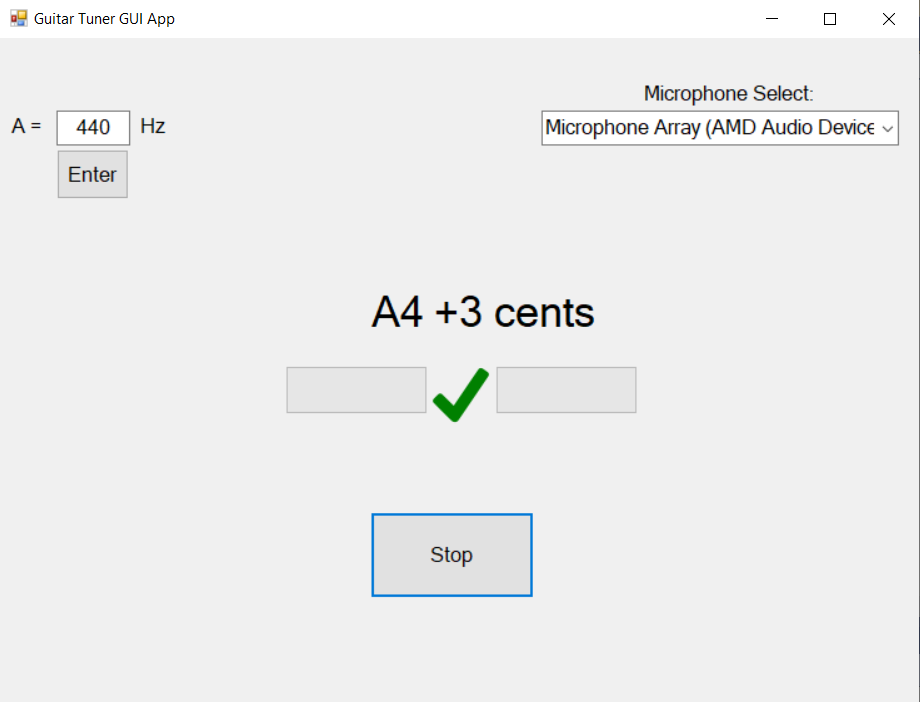 Guitar Tuner GUI App
Microphone Select:
A = 440 Hz
Microphone Array (AMD Audio Device
Enter
A4 +3 cents
Stop